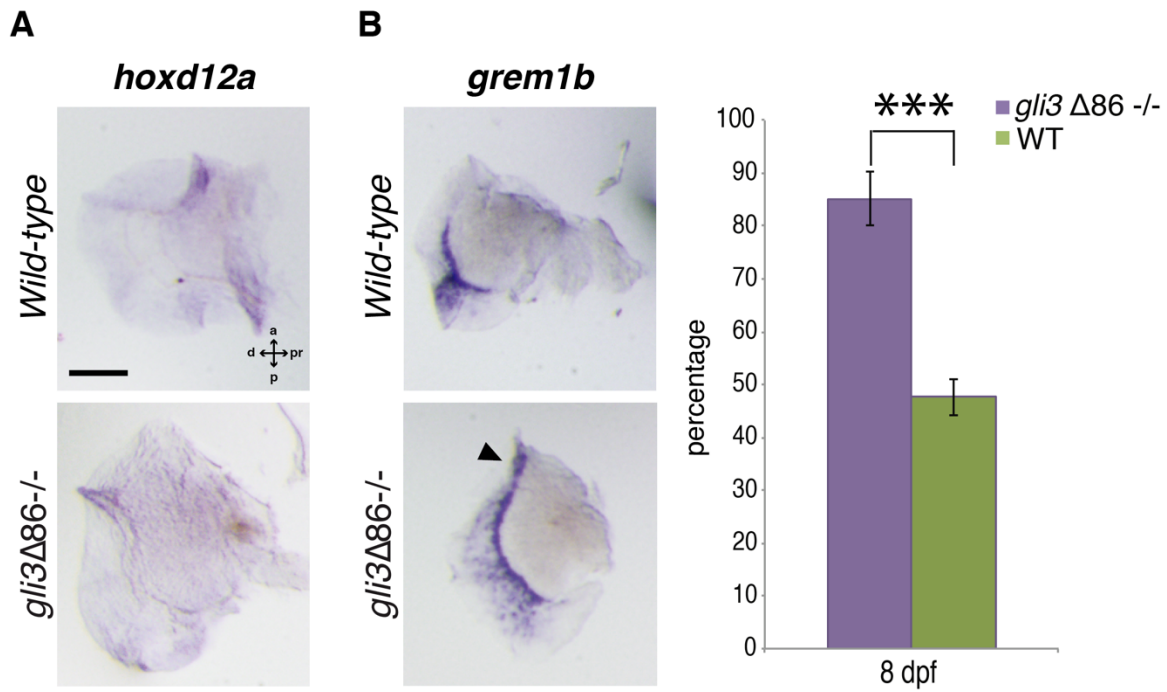 A
B
hoxd12a
grem1b
Wild-type
Wild-type
a
d
pr
p
gli3Δ86-/-
gli3Δ86-/-
***
gli3 Δ86 -/-
WT
percentage
100
90
80
70
60
50
40
30
20
10
0
8 dpf